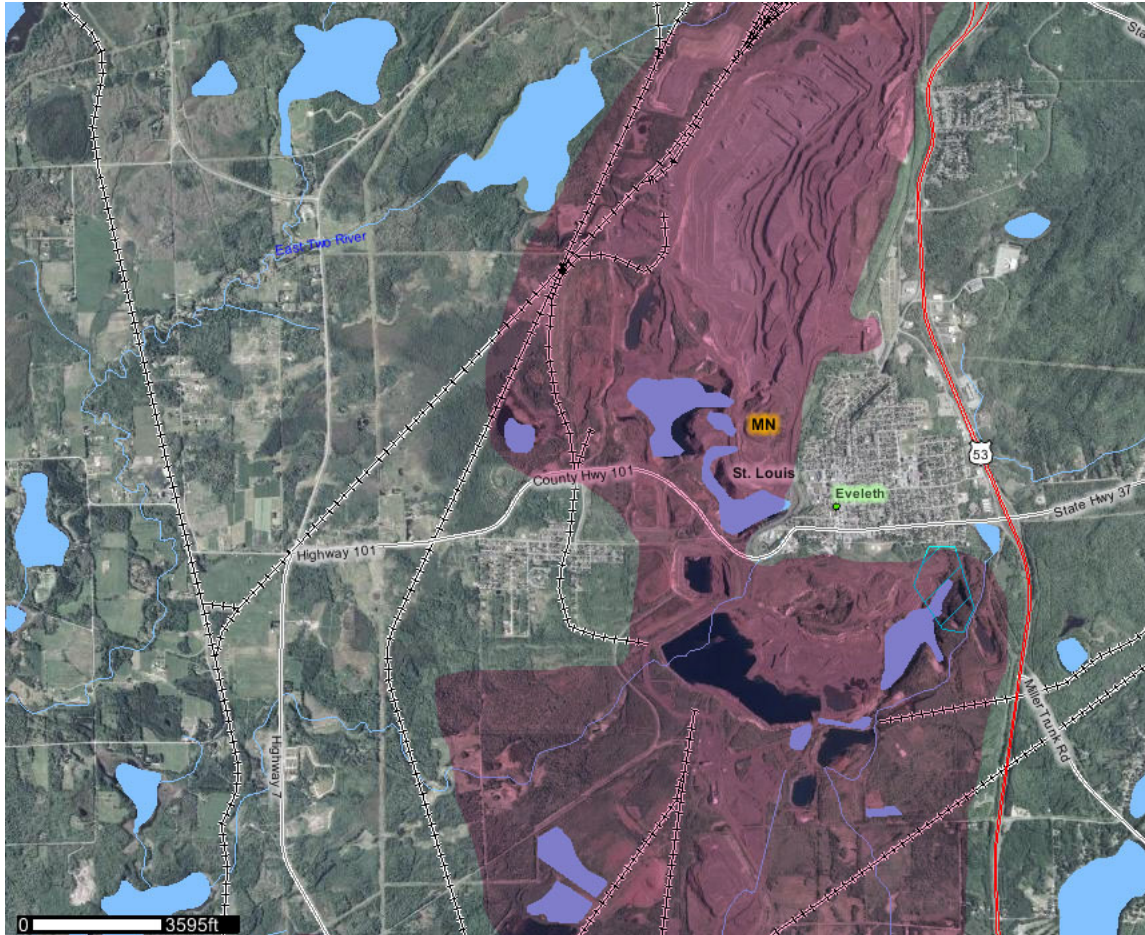 Sta
East Two River
MN
53
County Hwy 101
St. Louis
Eveleth
State Hwy 37
Highway 101
Miller Trunk Rd
Highway 7
0 3595ft